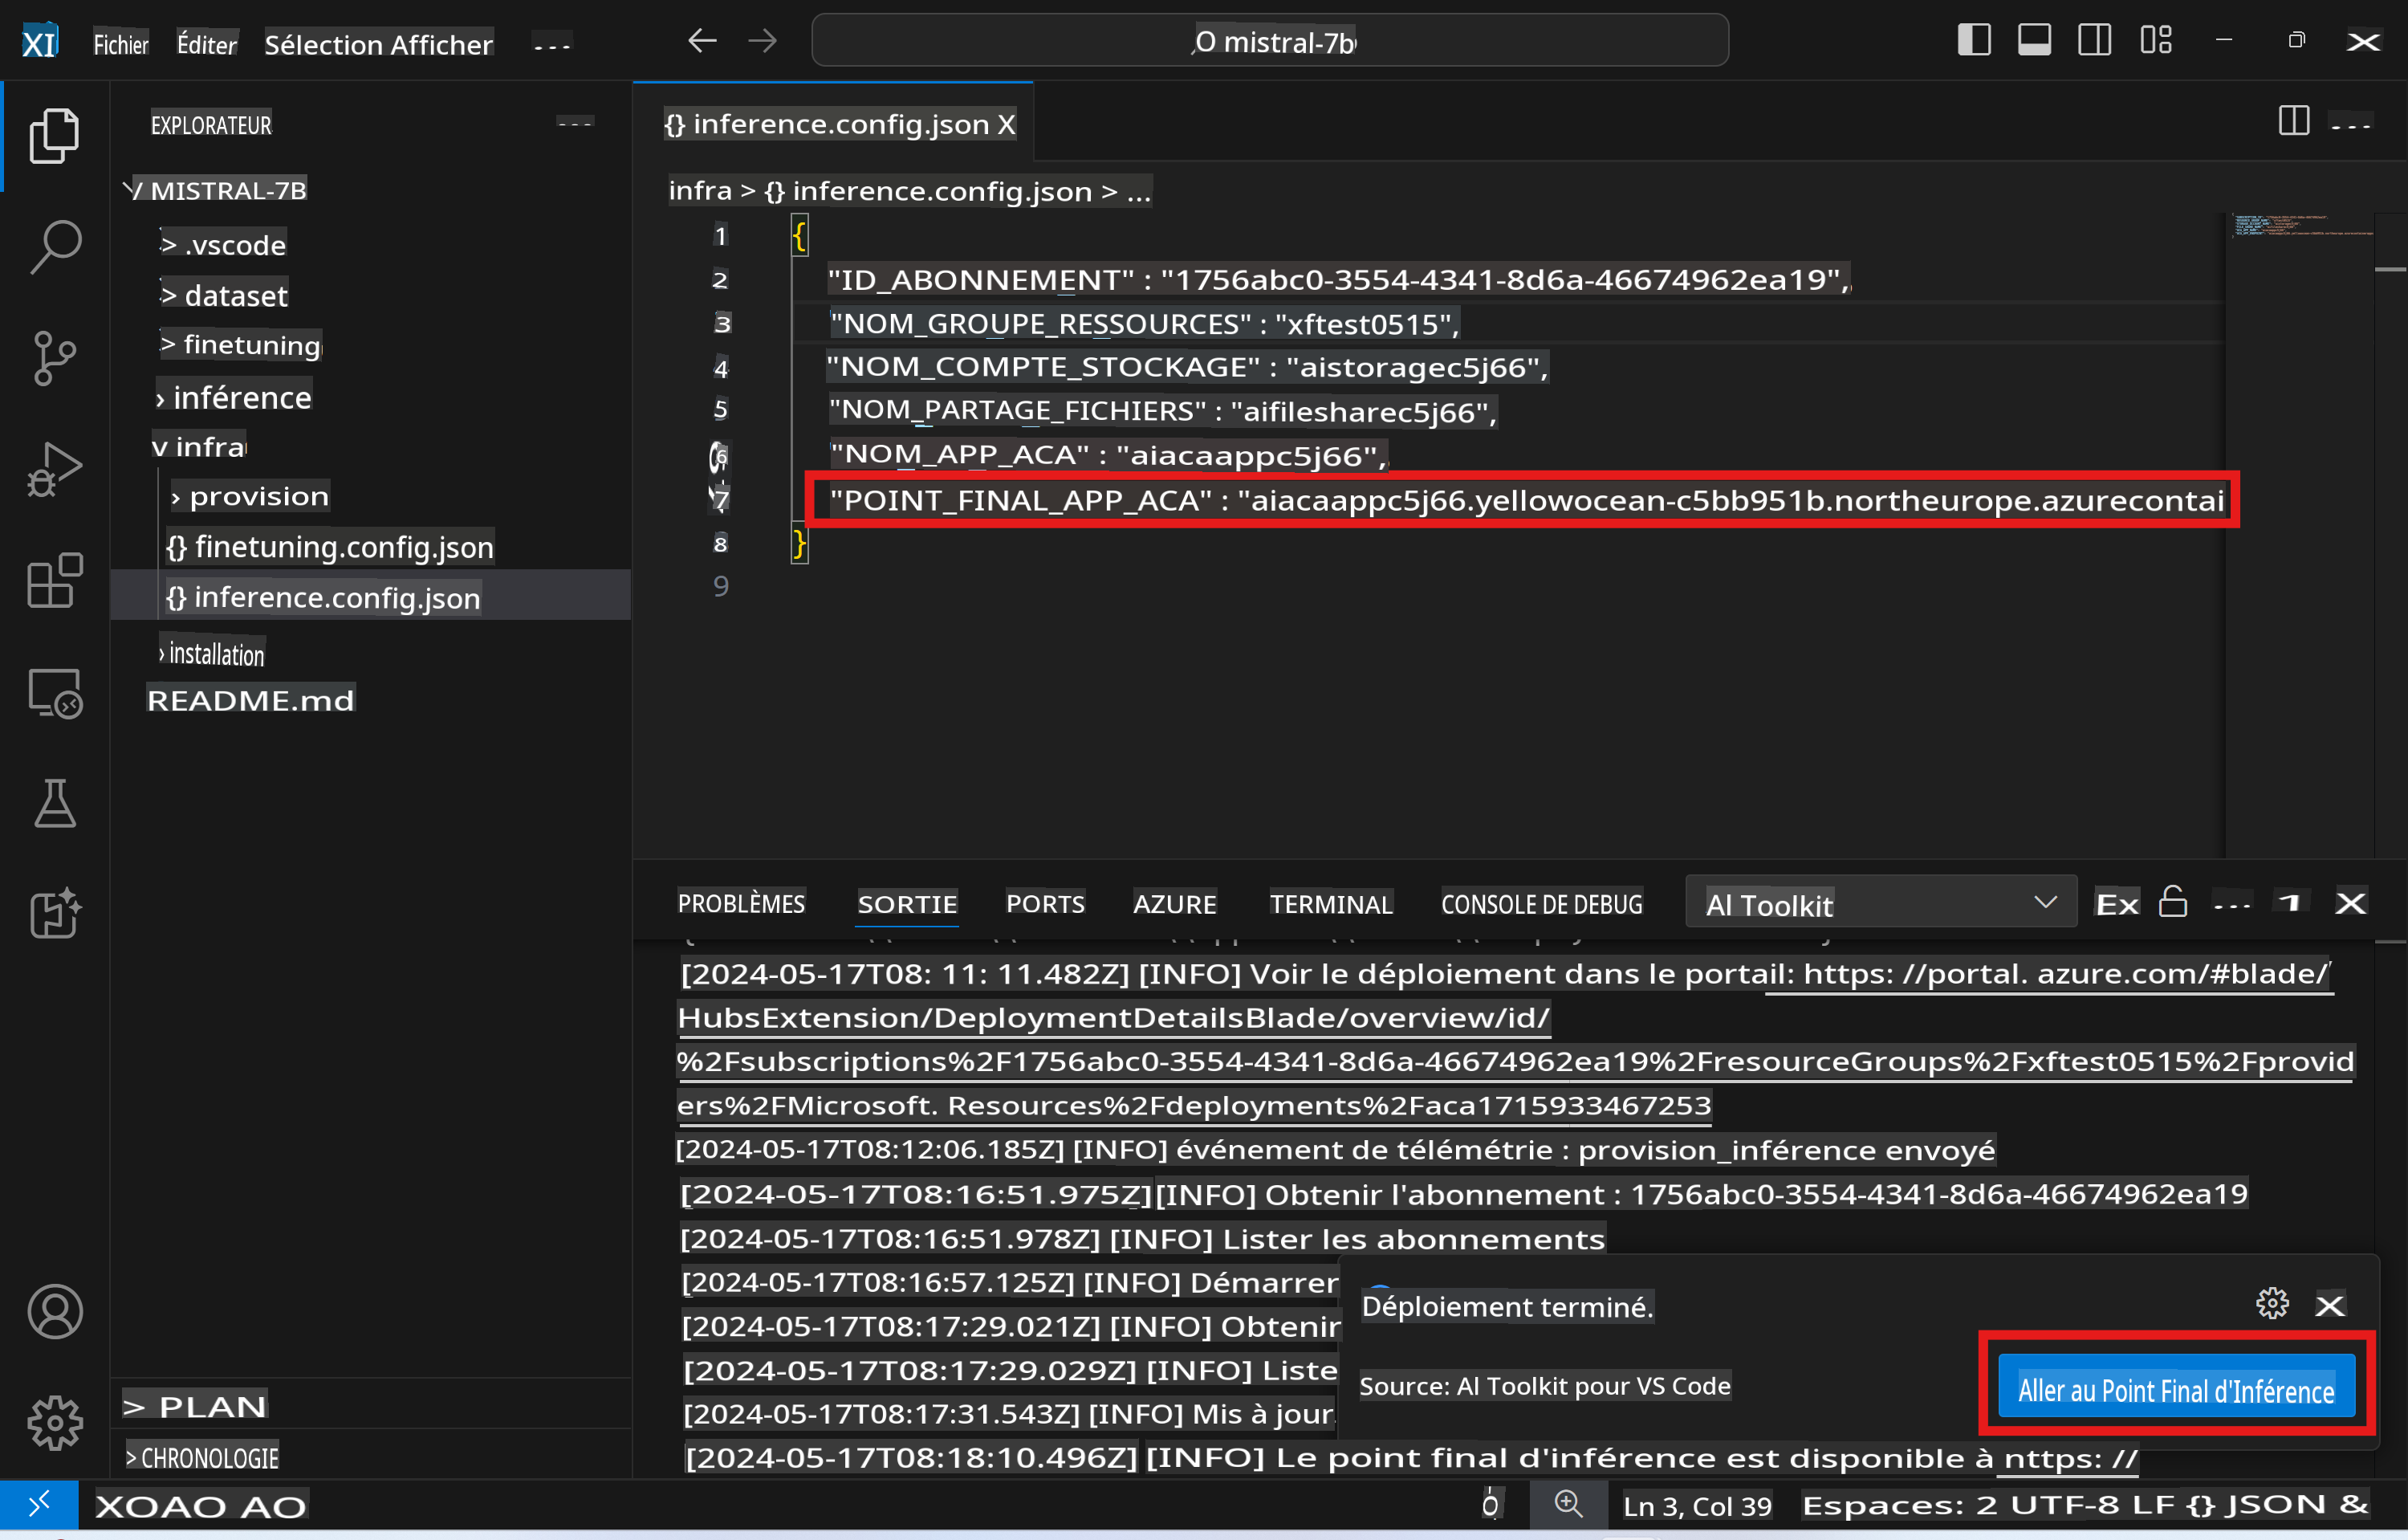 Fichier Éditer Sélection Afficher ...
O mistral-7b
EXPLORATEUR
MISTRAL-7B
> .vscode
> dataset
> finetuning
› inférence
v infra
› provision
{} finetuning.config.json
{} inference.config.json
› installation
README.md
> PLAN
> CHRONOLOGIE
{} inference.config.json X
infra > {} inference.config.json > ...
1 {
2 "ID_ABONNEMENT" : "1756abc0-3554-4341-8d6a-46674962ea19",
3 "NOM_GROUPE_RESSOURCES" : "xftest0515",
4 "NOM_COMPTE_STOCKAGE" : "aistoragec5j66",
5 "NOM_PARTAGE_FICHIERS" : "aifilesharec5j66",
6 "NOM_APP_ACA" : "aiacaappc5j66",
7 "POINT_FINAL_APP_ACA" : "aiacaappc5j66.yellowocean-c5bb951b.northeurope.azurecontai
8 }
9
PROBLÈMES SORTIE PORTS AZURE TERMINAL CONSOLE DE DEBUG AI Toolkit Ex ... 1 X
[2024-05-17T08: 11: 11.482Z] [INFO] Voir le déploiement dans le portail: https: //portal. azure.com/#blade/
HubsExtension/DeploymentDetailsBlade/overview/id/
%2Fsubscriptions%2F1756abc0-3554-4341-8d6a-46674962ea19%2FresourceGroups%2Fxftest0515%2Fprovid
ers%2FMicrosoft. Resources%2Fdeployments%2Faca1715933467253
[2024-05-17T08:12:06.185Z] [INFO] événement de télémétrie : provision_inférence envoyé
[2024-05-17T08:16:51.975Z] [INFO] Obtenir l'abonnement : 1756abc0-3554-4341-8d6a-46674962ea19
[2024-05-17T08:16:51.978Z] [INFO] Lister les abonnements
[2024-05-17T08:16:57.125Z] [INFO] Démarrer
[2024-05-17T08:17:29.021Z] [INFO] Obtenir
[2024-05-17T08:17:29.029Z] [INFO] Liste
[2024-05-17T08:17:31.543Z] [INFO] Mis à jour
[2024-05-17T08:18:10.496Z] [INFO] Le point final d'inférence est disponible à nttps: //
Déploiement terminé.
Source: AI Toolkit pour VS Code
Aller au Point Final d'Inférence
XOAO AO
Ln 3, Col 39 Espaces: 2 UTF-8 LF {} JSON &